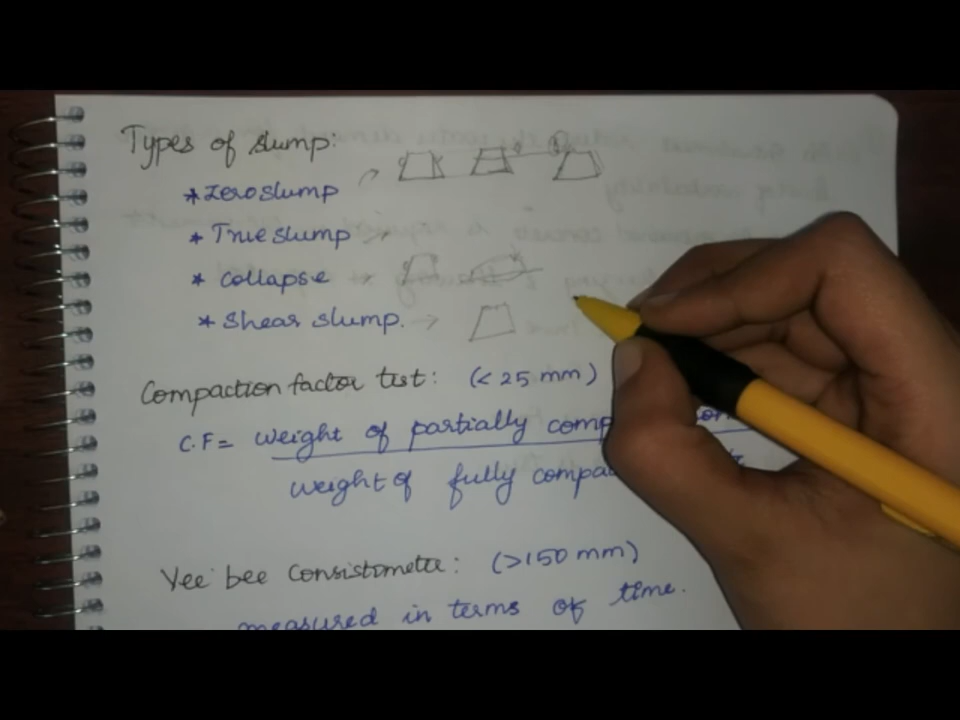 Types of slump:
* zero slump
* True slump
* collapse
* Shear slump.
Compaction factor test: (< 25 mm)
C.F = weight of partially comp
weight of fully compac
Vee bee Consistometer: (>150 mm)
measured in terms of time.